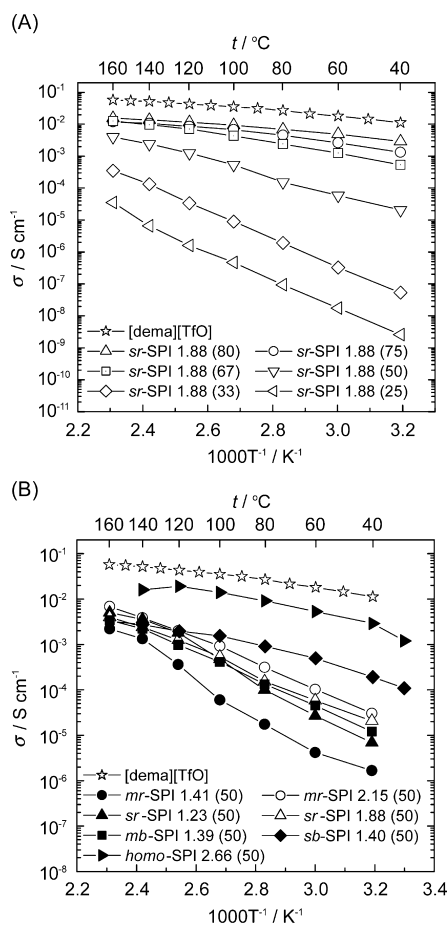 (A)
t / °C
160 140 120 100 80 60 40
10⁻¹
10⁻²
10⁻³
10⁻⁴
10⁻⁵
10⁻⁶
10⁻⁷
10⁻⁸
10⁻⁹
10⁻¹⁰
10⁻¹¹
σ / S cm⁻¹
[dema][TfO]
sr-SPI 1.88 (80) sr-SPI 1.88 (75)
sr-SPI 1.88 (67) sr-SPI 1.88 (50)
sr-SPI 1.88 (33) sr-SPI 1.88 (25)
2.2 2.4 2.6 2.8 3.0 3.2
1000T⁻¹ / K⁻¹
(B)
t / °C
160 140 120 100 80 60 40
10⁻¹
10⁻²
10⁻³
10⁻⁴
10⁻⁵
10⁻⁶
10⁻⁷
10⁻⁸
σ / S cm⁻¹
[dema][TfO]
mr-SPI 1.41 (50) mr-SPI 2.15 (50)
sr-SPI 1.23 (50) sr-SPI 1.88 (50)
mb-SPI 1.39 (50) sb-SPI 1.40 (50)
homo-SPI 2.66 (50)
2.2 2.4 2.6 2.8 3.0 3.2 3.4
1000T⁻¹ / K⁻¹